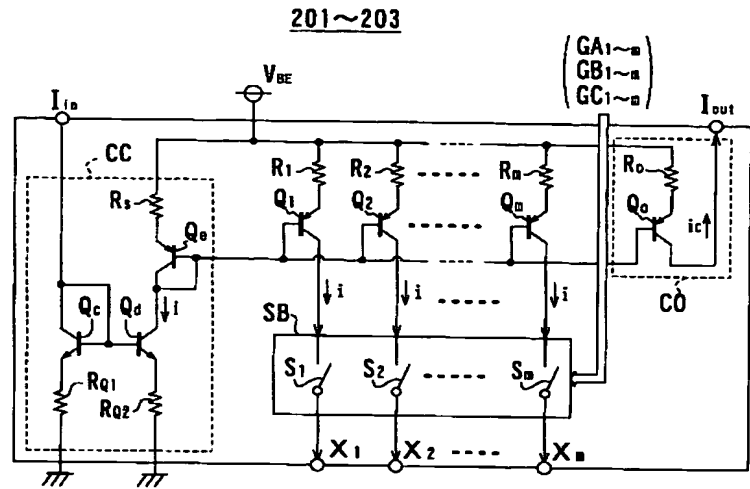 201~203
VBE
Iin
GA1~m
GB1~m
GC1~m
Iout
CC
RS
Qe
R1
R2
Rm
RO
Q1
Q2
Qm
Qo
ic
i
i
i
i
CO
Qc
Qd
SB
S1
S2
Sm
RQ1
RQ2
X1
X2
Xm